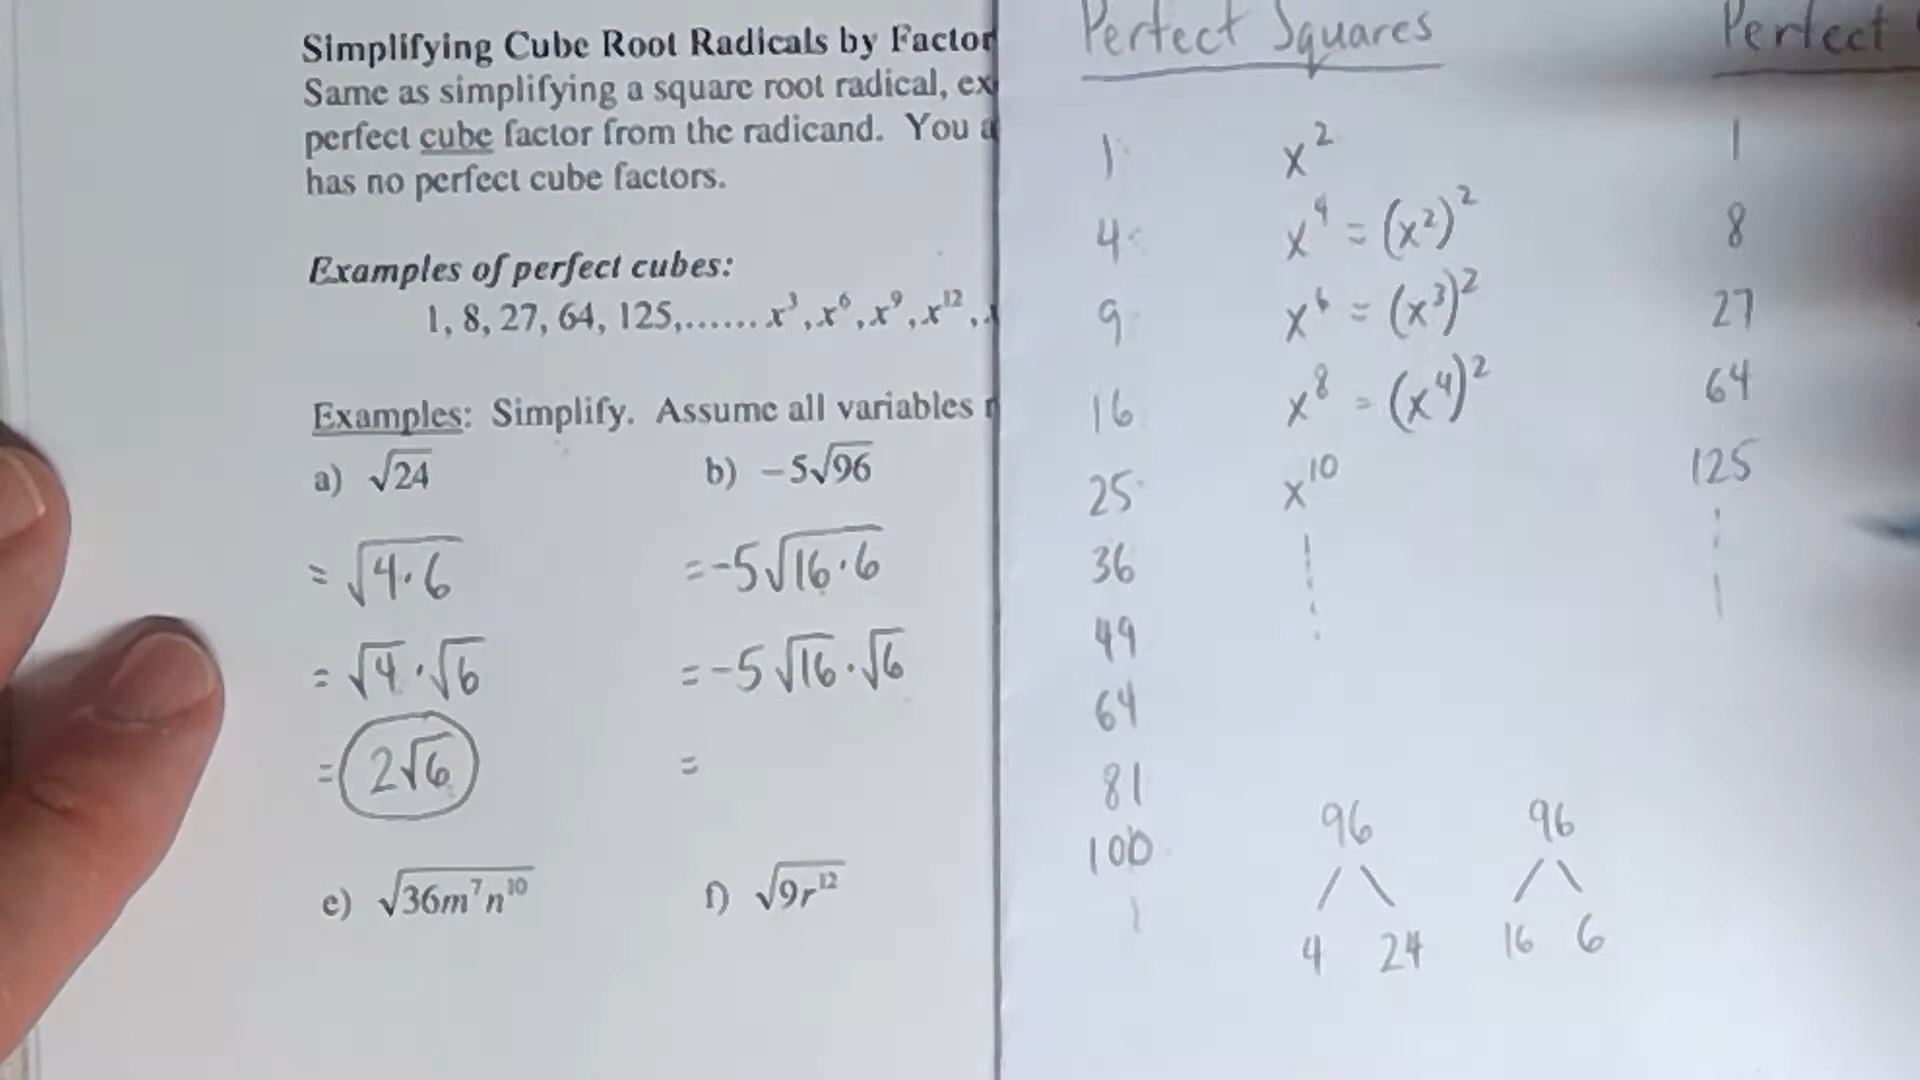 Simplifying Cube Root Radicals by Factor
Same as simplifying a square root radical, ex
perfect cube factor from the radicand. You a
has no perfect cube factors.
Examples of perfect cubes:
1, 8, 27, 64, 125,...... x³, x⁶, x⁹, x¹²,
Examples: Simplify. Assume all variables r
a) √24
b) −5√96
= √4·6
= -5√16·6
= √4 · √6
= -5 √16 · √6
= 2√6
=
e) √36m⁷n¹⁰
f) √9r¹²
Perfect Squares
1
4
9
16
25
36
49
64
81
100
x²
x⁴ = (x²)²
x⁶ = (x³)²
x⁸ = (x⁴)²
x¹⁰
96
4 24
96
16 6
Perfect
1
8
27
64
125